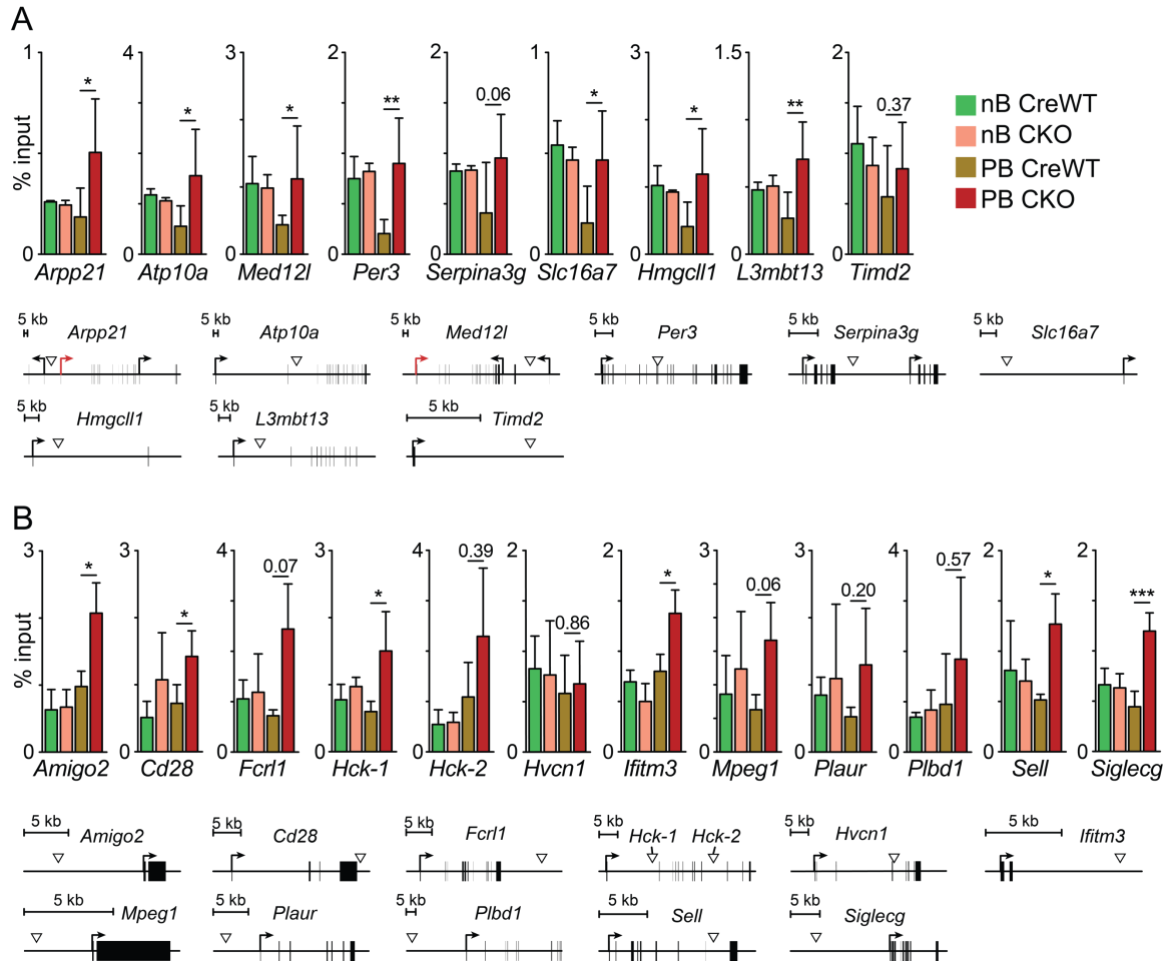 A
1 4 3 2 2 1 3 1.5 2
* * * ** 0.06 * * ** 0.37
% input
0 0 0 0 0 0 0 0 0
Arpp21 Atp10a Med12l Per3 Serpina3g Slc16a7 Hmgcll1 L3mbt13 Timd2
nB CreWT
nB CKO
PB CreWT
PB CKO
5 kb Arpp21 5 kb Atp10a 5 kb Med12l 5 kb Per3 5 kb Serpina3g 5 kb Slc16a7
5 kb Hmgcll1 5 kb L3mbt13 5 kb Timd2
B
3 3 4 3 4 2 2 3 4 4 2 2
* * 0.07 * 0.39 0.86 * 0.06 0.20 0.57 * ***
% input
0 0 0 0 0 0 0 0 0 0 0 0
Amigo2 Cd28 Fcrl1 Hck-1 Hck-2 Hvcn1 Ifitm3 Mpeg1 Plaur Plbd1 Sell Siglecg
5 kb Amigo2 5 kb Cd28 5 kb Fcrl1 5 kb Hck-1 Hck-2 5 kb Hvcn1 5 kb Ifitm3
5 kb Mpeg1 5 kb Plaur 5 kb Plbd1 5 kb Sell 5 kb Siglecg